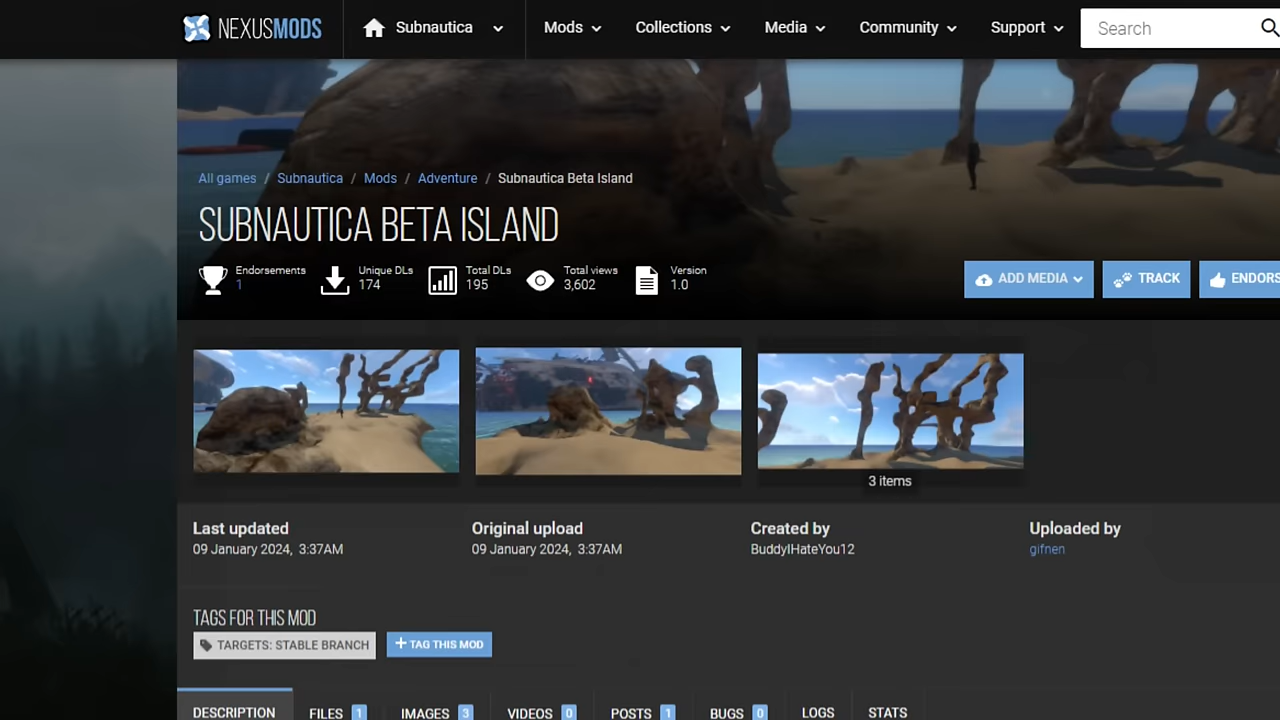 NEXUSMODS Subnautica Mods Collections Media Community Support Search
All games / Subnautica / Mods / Adventure / Subnautica Beta Island
SUBNAUTICA BETA ISLAND
Endorsements Unique DLs Total DLs Total views Version
1 174 195 3,602 1.0
ADD MEDIA TRACK ENDORS
3 items
Last updated Original upload Created by Uploaded by
09 January 2024, 3:37AM 09 January 2024, 3:37AM BuddyIHateYou12 gifnen
TAGS FOR THIS MOD
TARGETS: STABLE BRANCH + TAG THIS MOD
DESCRIPTION FILES 1 IMAGES 3 VIDEOS 0 POSTS 1 BUGS 0 LOGS STATS